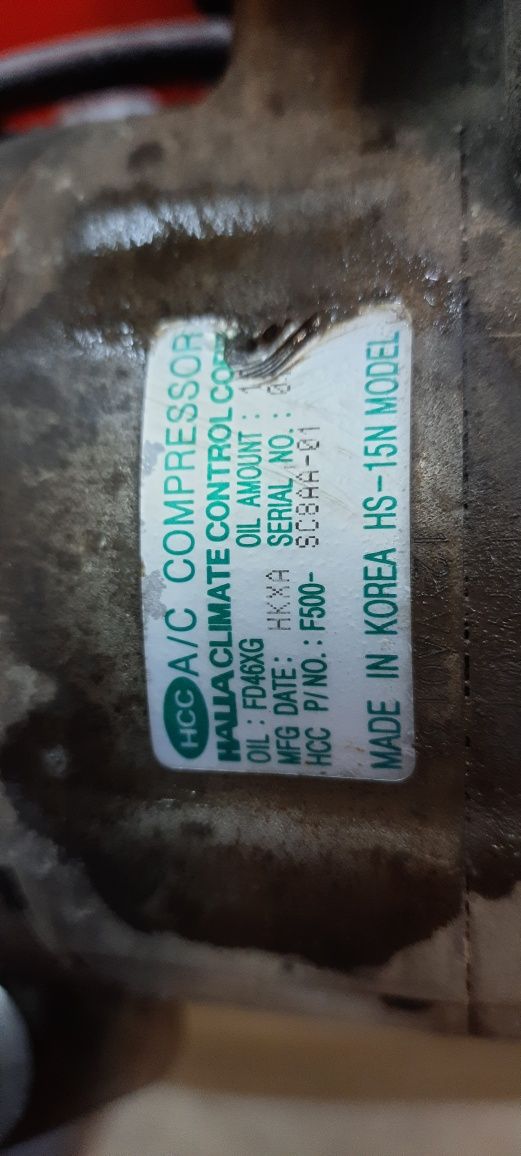 HCC A/C COMPRESSOR
HALLA CLIMATE CONTROL CORP
OIL : FD46XG OIL AMOUNT :
MFG DATE: HKXA SERIAL NO. :
HCC P/NO. : F500- SC8AA-01
MADE IN KOREA HS-15N MODEL